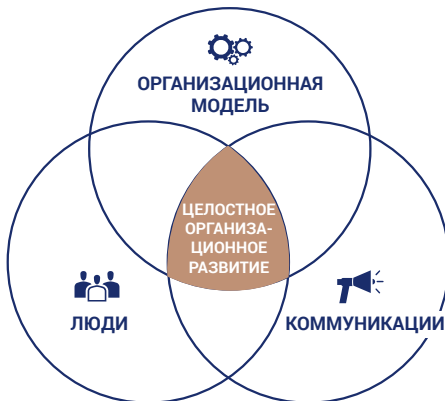 ОРГАНИЗАЦИОННАЯ
МОДЕЛЬ
ЦЕЛОСТНОЕ
ОРГАНИЗА-
ЦИОННОЕ
РАЗВИТИЕ
ЛЮДИ
КОММУНИКАЦИИ